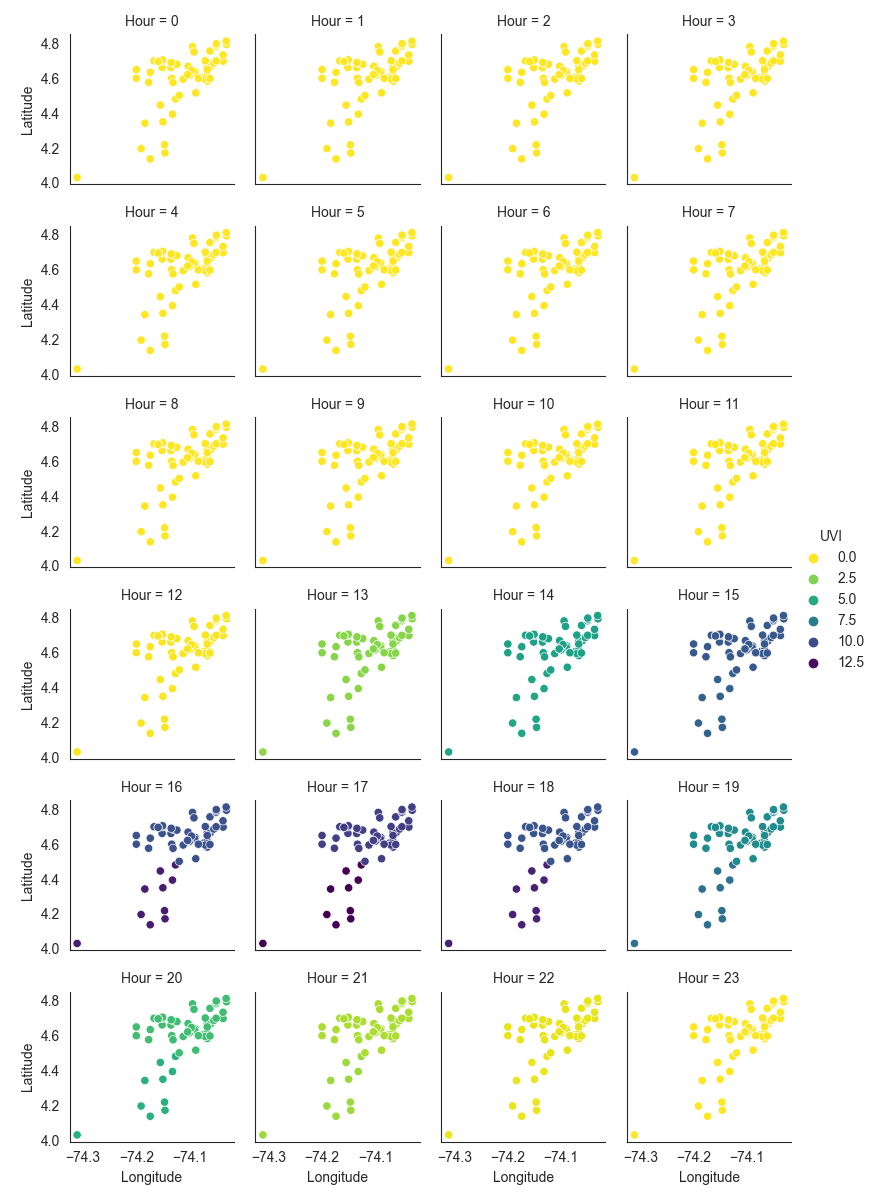 Hour = 0
Hour = 1
Hour = 2
Hour = 3
4.8
4.6
4.4
4.2
4.0
Latitude
Hour = 4
Hour = 5
Hour = 6
Hour = 7
4.8
4.6
4.4
4.2
4.0
Latitude
Hour = 8
Hour = 9
Hour = 10
Hour = 11
4.8
4.6
4.4
4.2
4.0
Latitude
Hour = 12
Hour = 13
Hour = 14
Hour = 15
4.8
4.6
4.4
4.2
4.0
Latitude
Hour = 16
Hour = 17
Hour = 18
Hour = 19
4.8
4.6
4.4
4.2
4.0
Latitude
Hour = 20
Hour = 21
Hour = 22
Hour = 23
4.8
4.6
4.4
4.2
4.0
Latitude
−74.3 −74.2 −74.1
−74.3 −74.2 −74.1
−74.3 −74.2 −74.1
−74.3 −74.2 −74.1
Longitude
Longitude
Longitude
Longitude
UVI
0.0
2.5
5.0
7.5
10.0
12.5